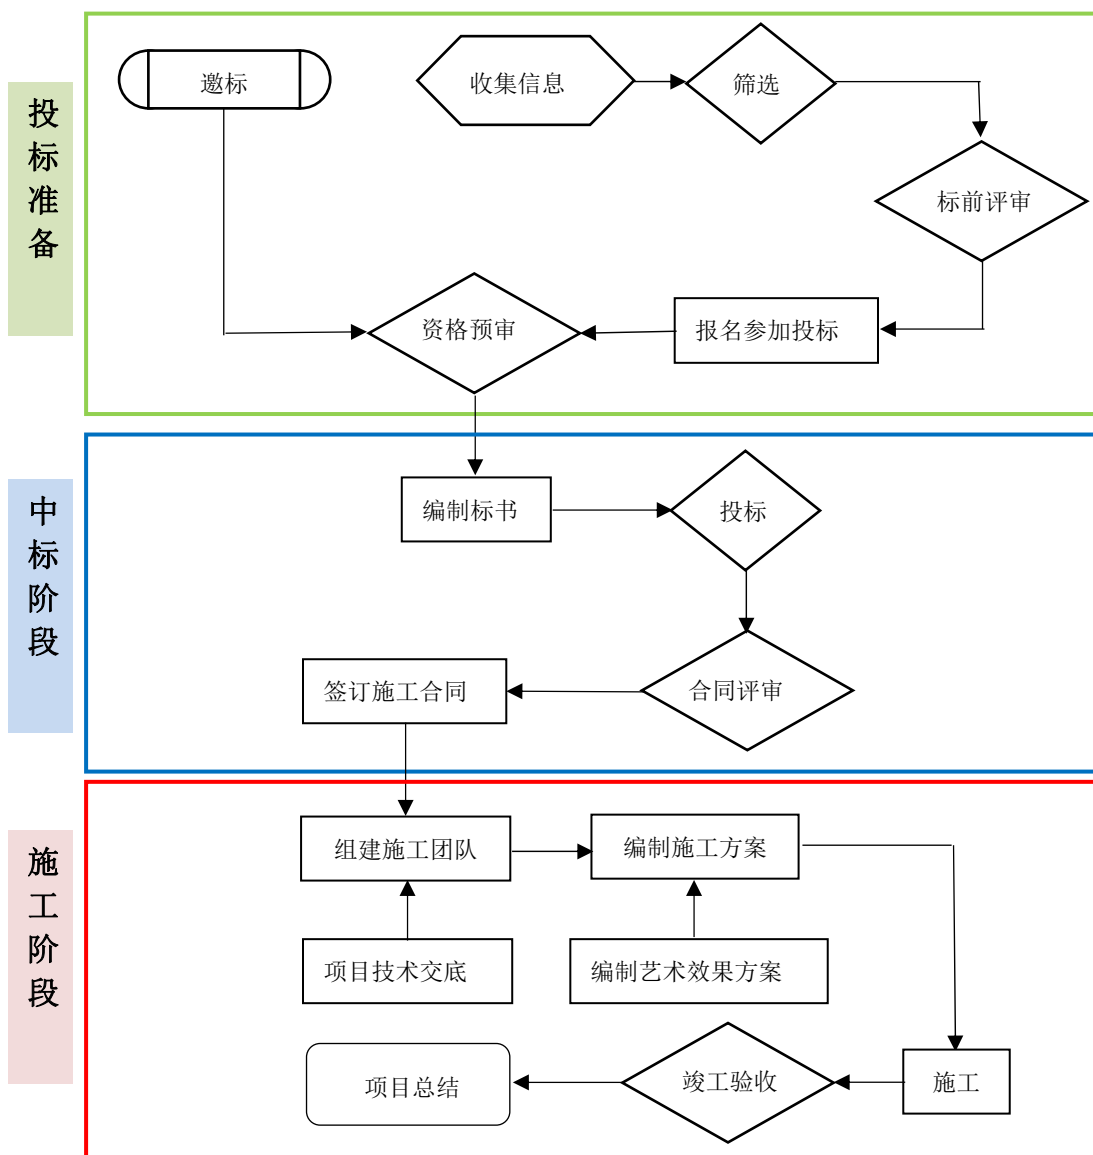 投标准备
邀标
收集信息
筛选
标前评审
资格预审
报名参加投标
中标阶段
编制标书
投标
签订施工合同
合同评审
施工阶段
组建施工团队
编制施工方案
项目技术交底
编制艺术效果方案
项目总结
竣工验收
施工